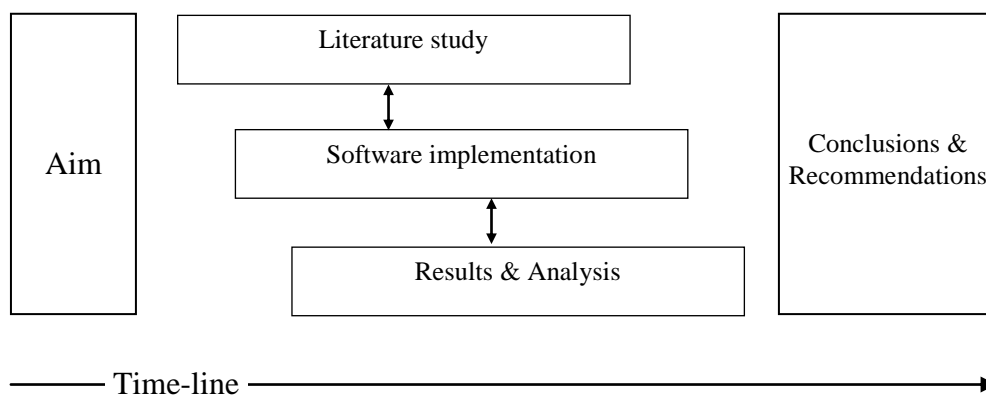 Aim
Literature study
Software implementation
Results & Analysis
Conclusions &
Recommendations
Time-line